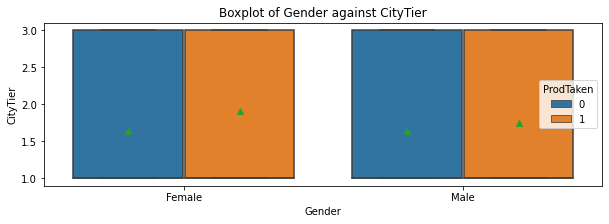 Boxplot of Gender against CityTier
CityTier
3.0
2.5
2.0
1.5
1.0
ProdTaken
0
1
Female
Male
Gender